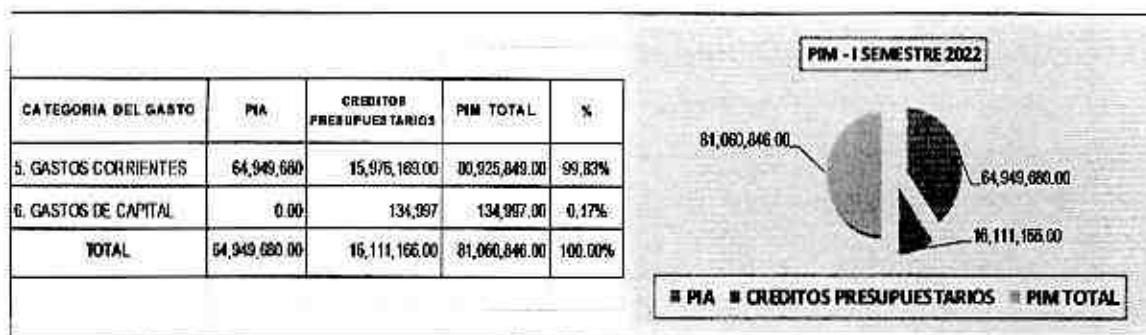 CATEGORIA DEL GASTO PIA CREDITOS PRESUPUESTARIOS PIM TOTAL %
5. GASTOS CORRIENTES 64,949,680 15,976,169.00 80,925,849.00 99.83%
6. GASTOS DE CAPITAL 0.00 134,997 134,997.00 0.17%
TOTAL 64,949,680.00 16,111,166.00 81,060,846.00 100.00%
PIM - I SEMESTRE 2022
81,060,846.00
64,949,680.00
16,111,166.00
PIA CREDITOS PRESUPUESTARIOS PIM TOTAL